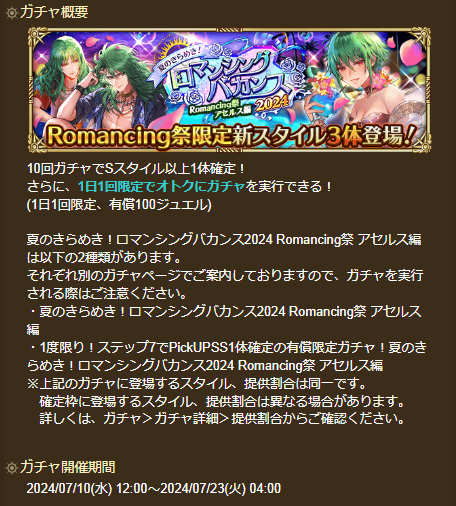 ガチャ概要
夏のきらめき!
ロマンシング
バカンス
Romancing祭
アセルス編
2024
Romancing祭限定新スタイル3体登場!
10回ガチャでSスタイル以上1体確定!
さらに、1日1回限定でオトクにガチャを実行できる!
(1日1回限定、有償100ジュエル)
夏のきらめき!ロマンシングバカンス2024 Romancing祭 アセルス編
は以下の2種類があります。
それぞれ別のガチャページでご案内しておりますので、ガチャを実行
される際はご注意ください。
・夏のきらめき!ロマンシングバカンス2024 Romancing祭 アセルス
編
・1度限り!ステップ7でPickUPSS1体確定の有償限定ガチャ!夏のき
らめき!ロマンシングバカンス2024 Romancing祭 アセルス編
※上記のガチャに登場するスタイル、提供割合は同一です。
確定枠に登場するスタイル、提供割合は異なる場合があります。
詳しくは、ガチャ>ガチャ詳細>提供割合からご確認ください。
ガチャ開催期間
2024/07/10(水) 12:00～2024/07/23(火) 04:00